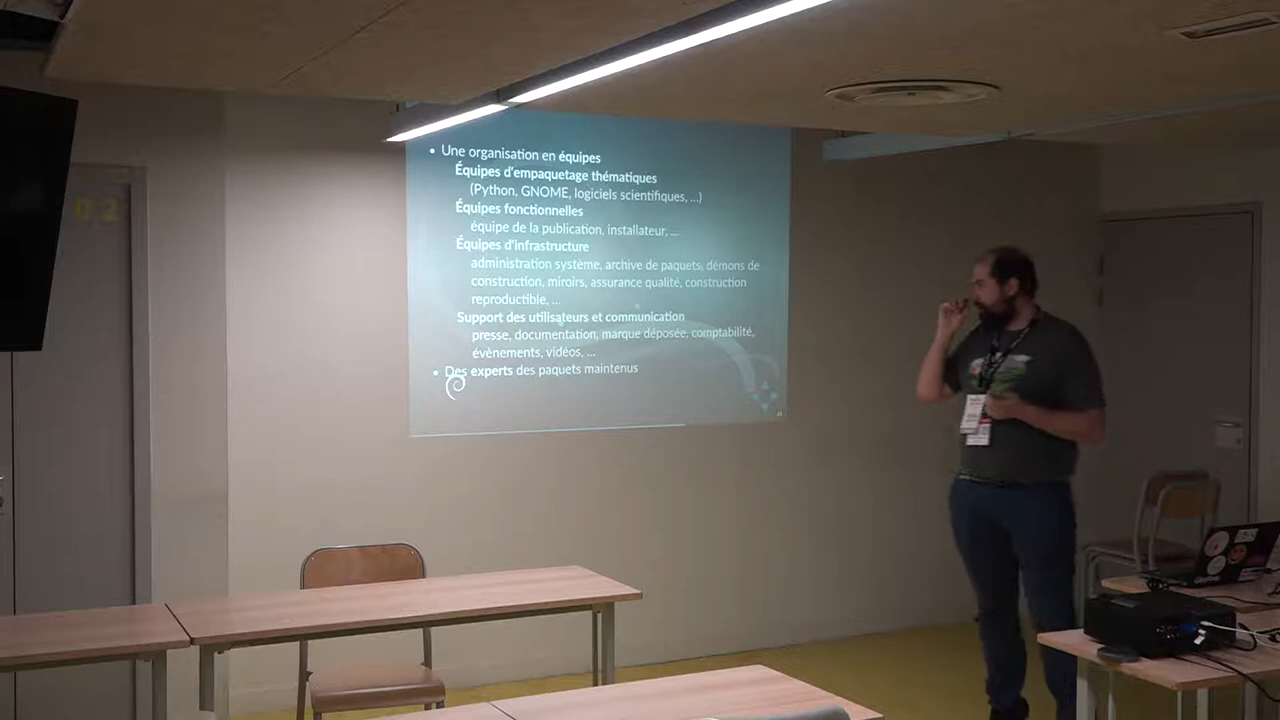 0.2
• Une organisation en équipes
Équipes d'empaquetage thématiques
(Python, GNOME, logiciels scientifiques, ...)
Équipes fonctionnelles
équipe de la publication, installateur, ...
Équipes d'infrastructure
administration système, archive de paquets, démons de
construction, miroirs, assurance qualité, construction
reproductible, ...
Support des utilisateurs et communication
presse, documentation, marque déposée, comptabilité,
évènements, vidéos, ...
• Des experts des paquets maintenus